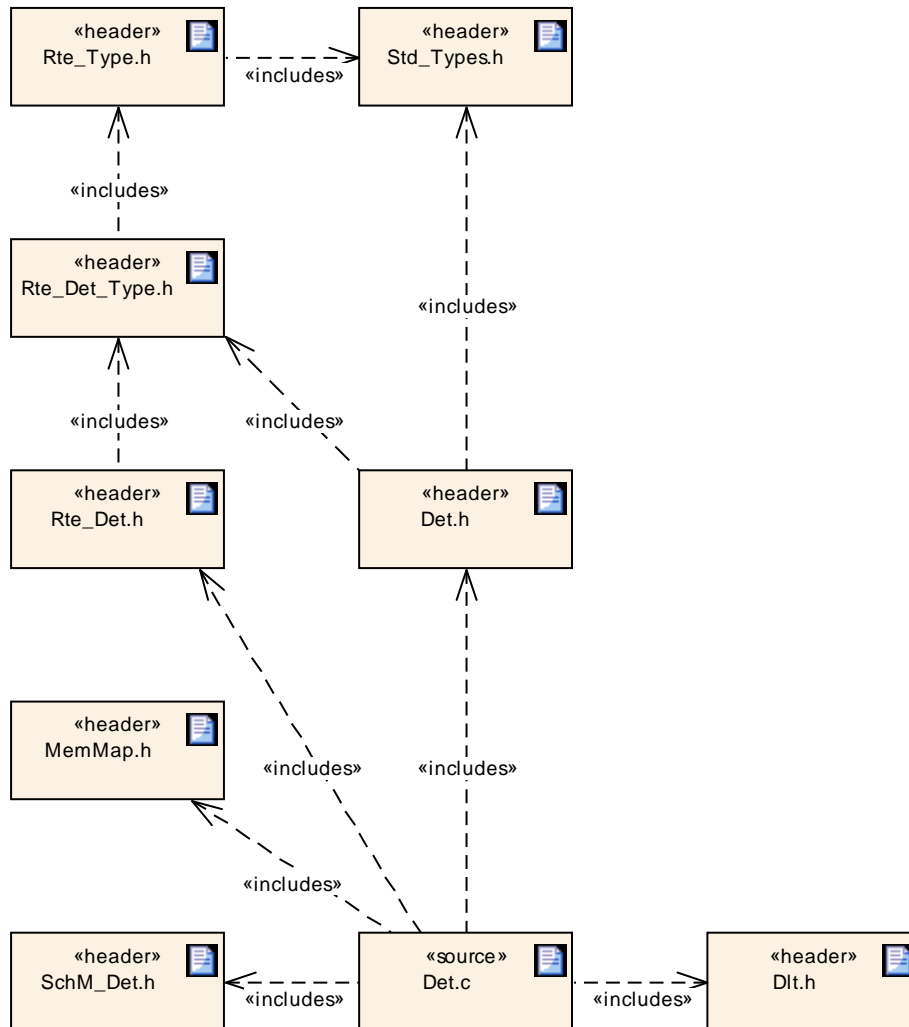 «header»
Rte_Type.h
«header»
Std_Types.h
«includes»
«includes»
«header»
Rte_Det_Type.h
«includes»
«includes»
«includes»
«header»
Rte_Det.h
«header»
Det.h
«header»
MemMap.h
«includes»
«includes»
«includes»
«header»
SchM_Det.h
«source»
Det.c
«header»
Dlt.h
«includes»
«includes»